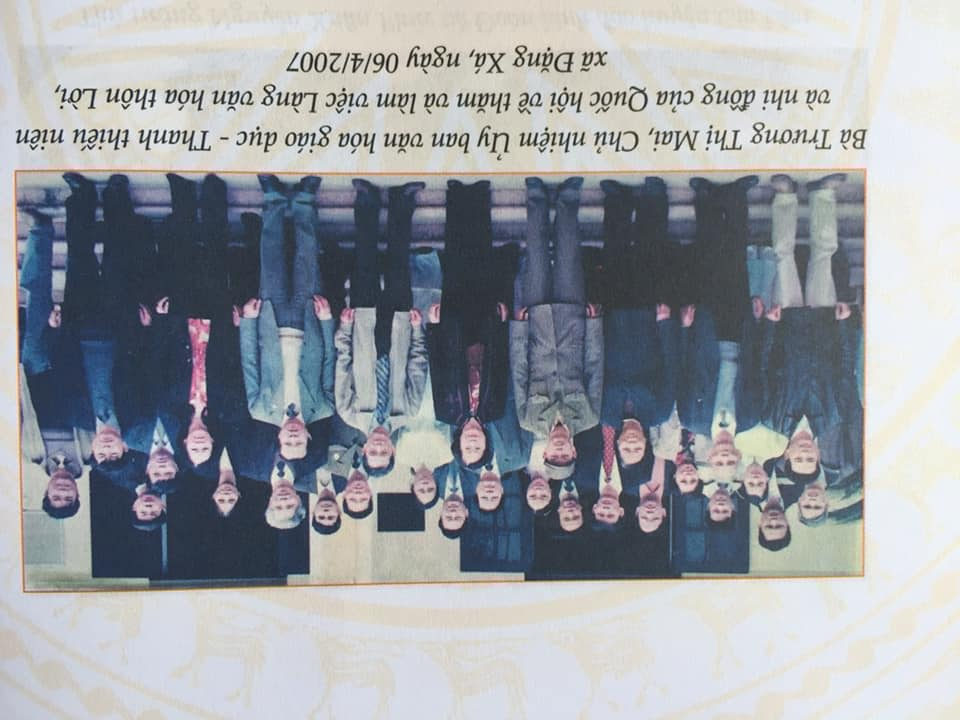 Bà Trương Thị Mai, Chủ nhiệm Ủy ban văn hóa giáo dục - Thanh thiếu niên
và nhi đồng của Quốc hội về thăm và làm việc Làng văn hóa thôn Lời,
xã Đặng Xá, ngày 06/4/2007